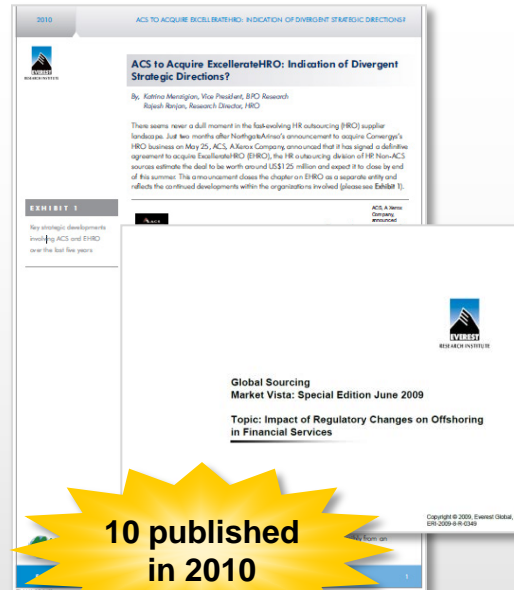 2010
ACS TO ACQUIRE EXCELLERATEHRO: INDICATION OF DIVERGENT STRATEGIC DIRECTIONS?
EVEREST
RESEARCH INSTITUTE
ACS to Acquire ExcellerateHRO: Indication of Divergent
Strategic Directions?
By, Katrina Menzigian, Vice President, BPO Research
Rajesh Ranjan, Research Director, HRO
There seems never a dull moment in the fast-evolving HR outsourcing (HRO) supplier
landscape. Just two months after NorthgateArinso's announcement to acquire Convergys's
HRO business on May 25, ACS, A Xerox Company, announced that it has signed a definitive
agreement to acquire ExcellerateHRO (EHRO), the HR outsourcing division of HP. Non-ACS
sources estimate the deal to be worth around US$125 million and expect it to close by end
of this summer. This announcement closes the chapter on EHRO as a separate entity and
reflects the continued developments within the organizations involved (please see Exhibit 1).
EXHIBIT 1
Key strategic developments
involving ACS and EHRO
over the last five years
ACS
ACS, A Xerox
Company,
announced
EVEREST
RESEARCH INSTITUTE
Global Sourcing
Market Vista: Special Edition June 2009
Topic: Impact of Regulatory Changes on Offshoring
in Financial Services
Copyright © 2009, Everest Global,
ERI-2009-6-R-0349
10 published
in 2010
from an
1